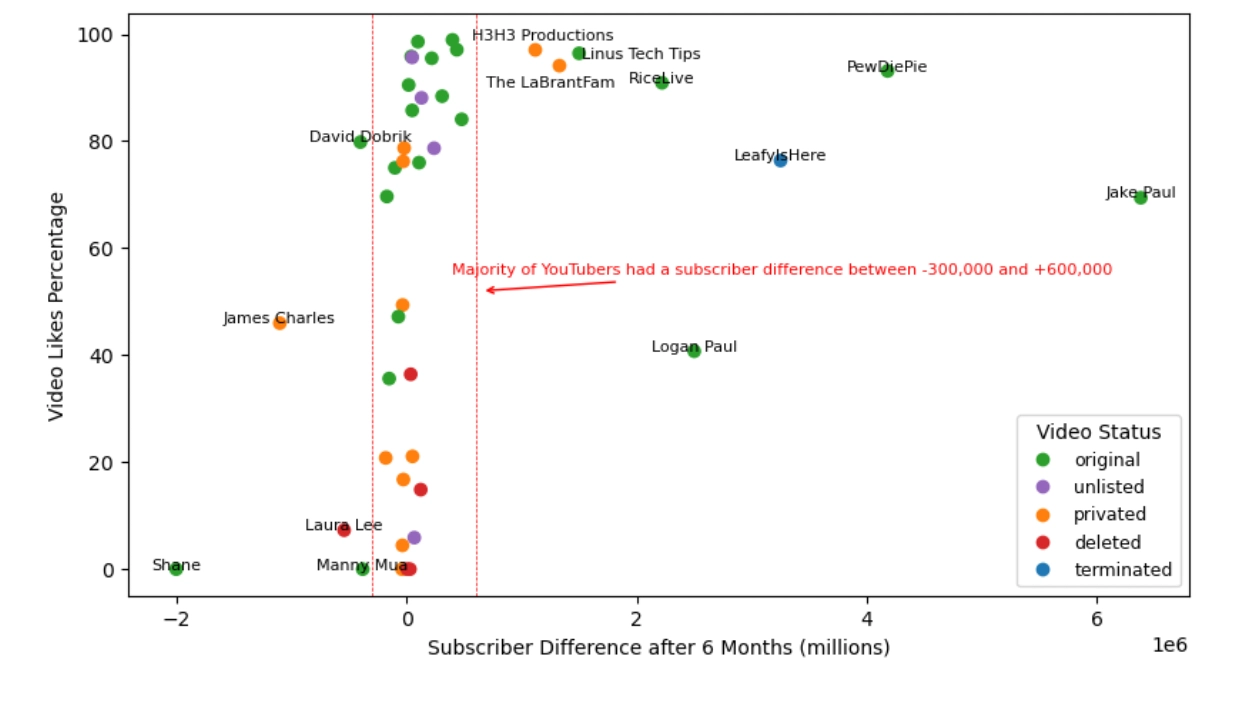 100
80
60
40
20
0
Video Likes Percentage
H3H3 Productions
Linus Tech Tips
The LaBrantFam
RiceLive
PewDiePie
David Dobrik
LeafyIsHere
Jake Paul
Majority of YouTubers had a subscriber difference between -300,000 and +600,000
James Charles
Logan Paul
Laura Lee
Shane
Manny Mua
Video Status
original
unlisted
privated
deleted
terminated
−2
0
2
4
6
1e6
Subscriber Difference after 6 Months (millions)